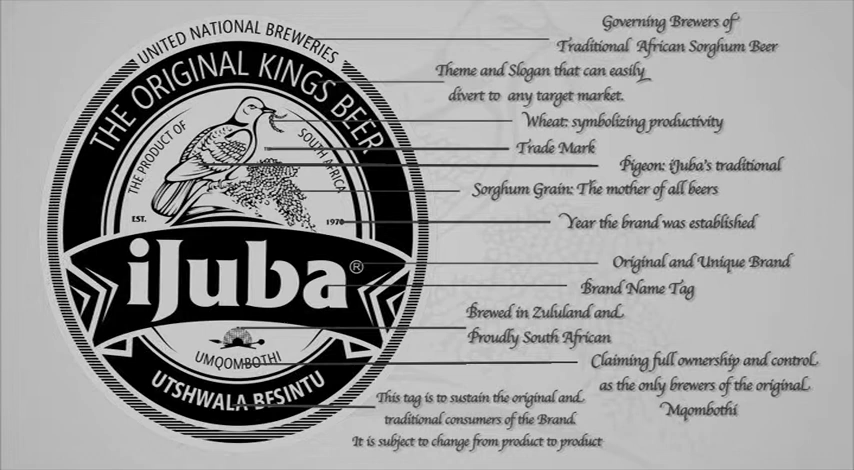 UNITED NATIONAL BREWERIES
THE ORIGINAL KINGS BEER
THE PRODUCT OF
SOUTH AFRICA
EST.
1970
iJuba®
UMQOMBOTHI
UTSHWALA BESINTU
Governing Brewers of
Traditional African Sorghum Beer
Theme and Slogan that can easily
divert to any target market.
Wheat: symbolizing productivity
Trade Mark
Pigeon: iJuba's traditional
Sorghum Grain: The mother of all beers
Year the brand was established
Original and Unique Brand
Brand Name Tag
Brewed in Zululand and
Proudly South African
Claiming full ownership and control
as the only brewers of the original
Mqombothi
This tag is to sustain the original and
traditional consumers of the Brand
It is subject to change from product to product